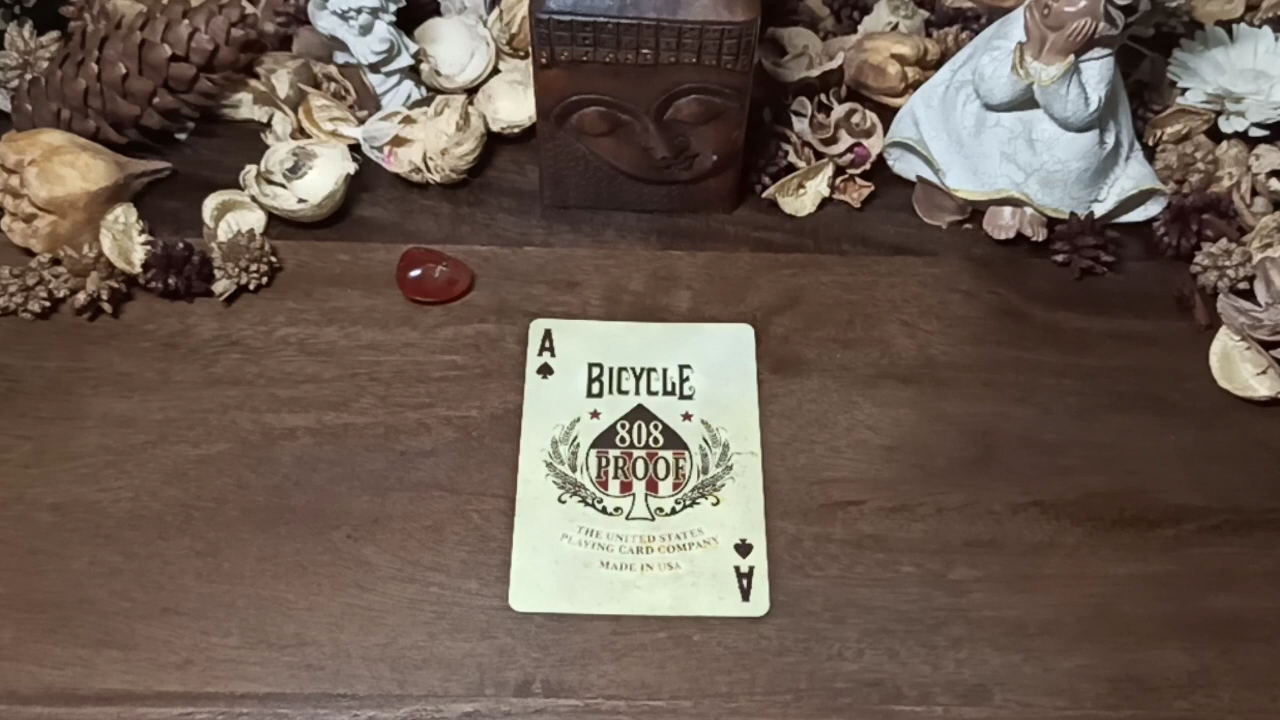 A
BICYCLE
808
PROOF
THE UNITED STATES
PLAYING CARD COMPANY
MADE IN USA
A